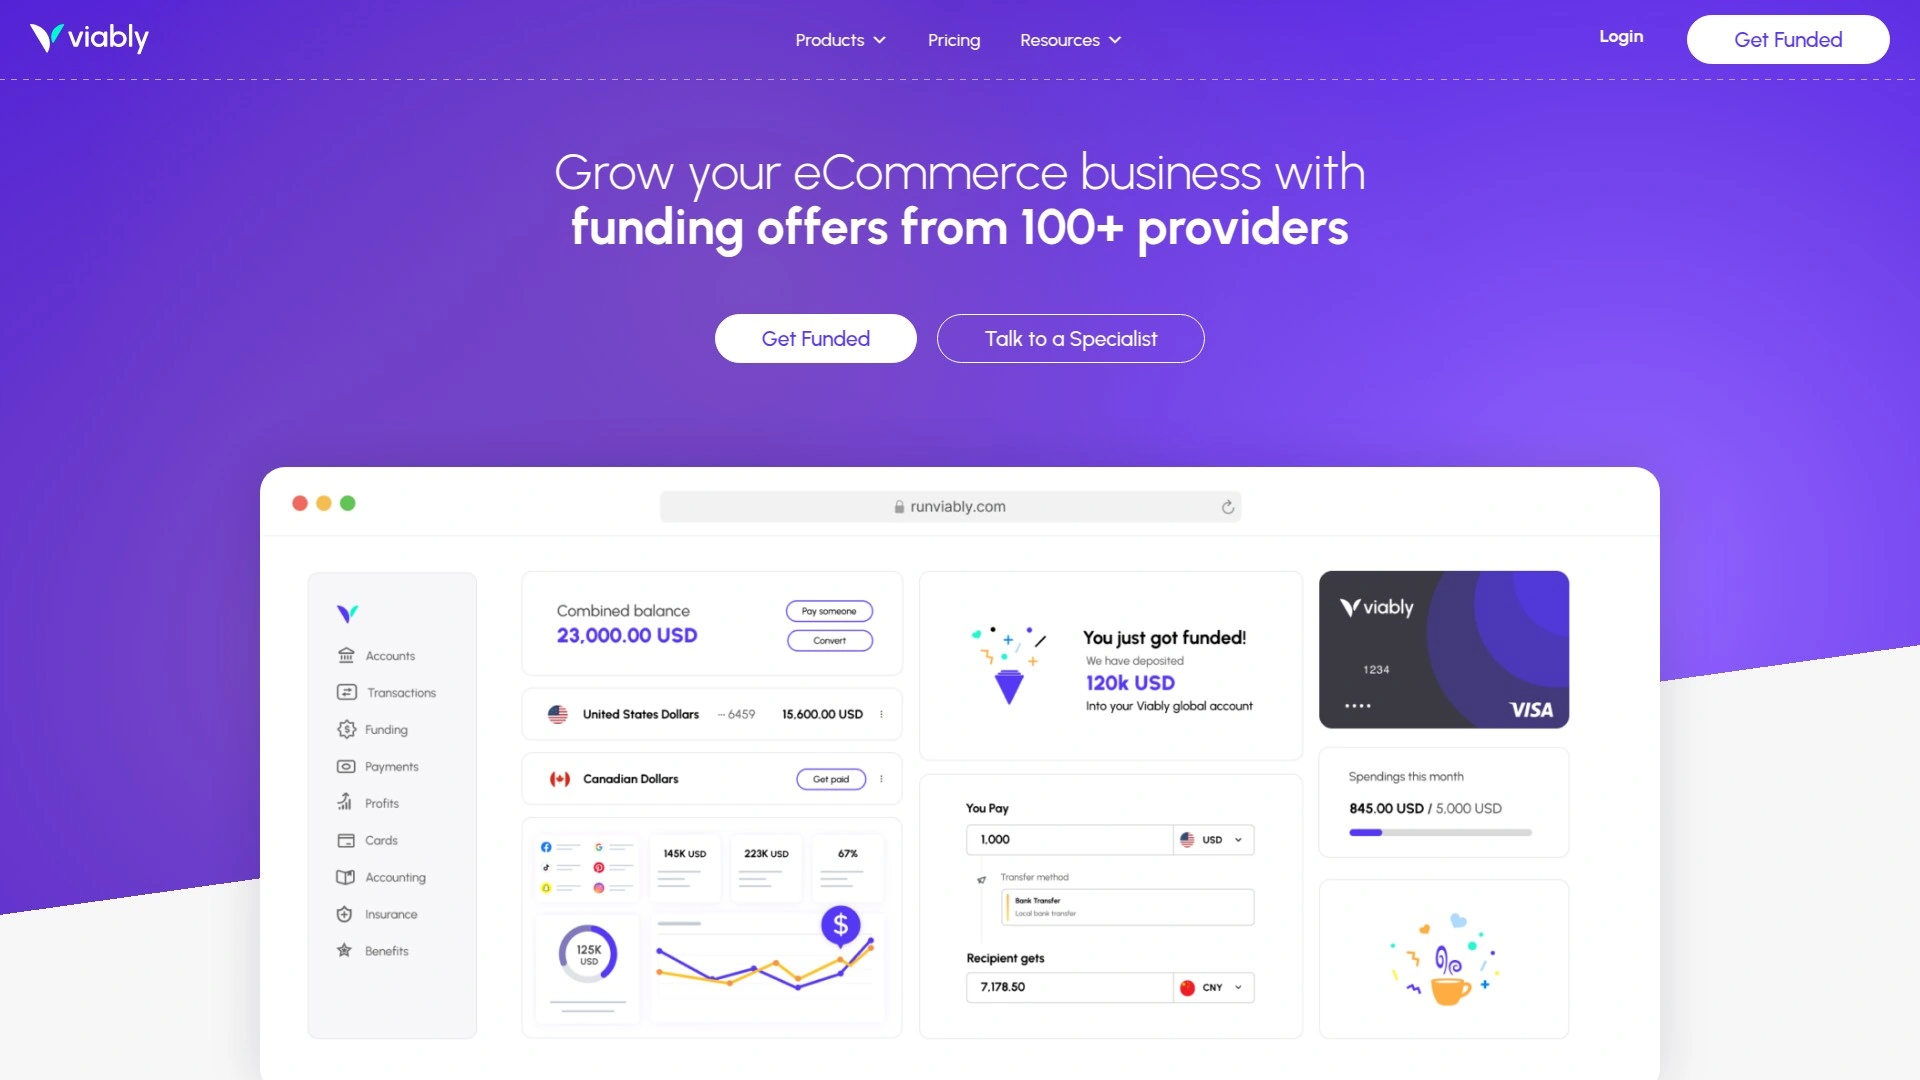 viably
Products
Pricing
Resources
Login
Get Funded
Grow your eCommerce business with
funding offers from 100+ providers
Get Funded
Talk to a Specialist
runviably.com
Accounts
Transactions
Funding
Payments
Profits
Cards
Accounting
Insurance
Benefits
Combined balance
23,000.00 USD
Pay someone
Convert
United States Dollars
6459
15,600.00 USD
Canadian Dollars
Get paid
145K USD
223K USD
67%
125K
USD
$
You just got funded!
We have deposited
120k USD
Into your Viably global account
You Pay
1,000
USD
Transfer method
Bank Transfer
Local bank transfer
Recipient gets
7,178.50
CNY
viably
1234
VISA
Spendings this month
845.00 USD / 5,000 USD